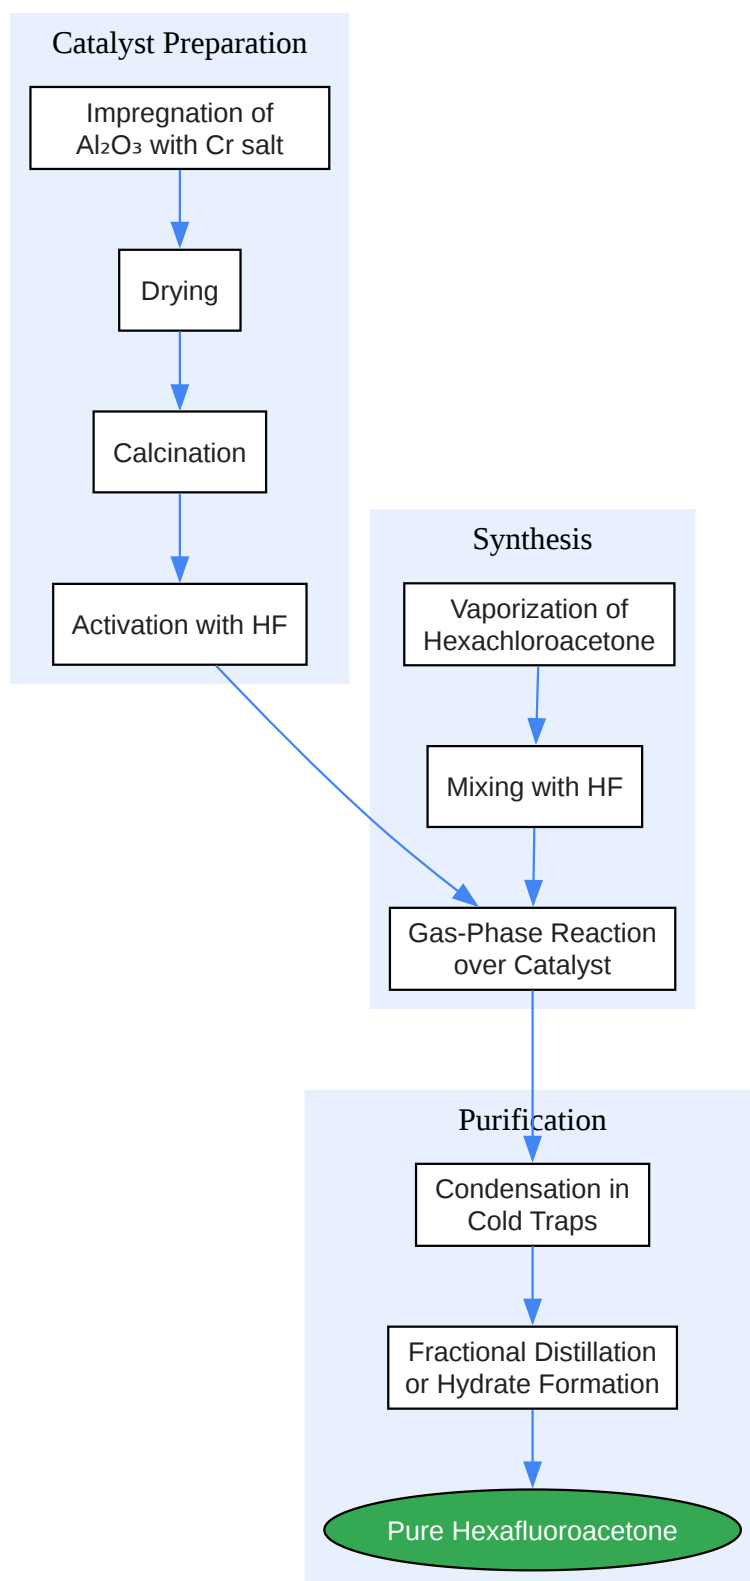 Catalyst Preparation
Impregnation of
Al₂O₃ with Cr salt
Drying
Calcination
Activation with HF
Synthesis
Vaporization of
Hexachloroacetone
Mixing with HF
Gas-Phase Reaction
over Catalyst
Purification
Condensation in
Cold Traps
Fractional Distillation
or Hydrate Formation
Pure Hexafluoroacetone